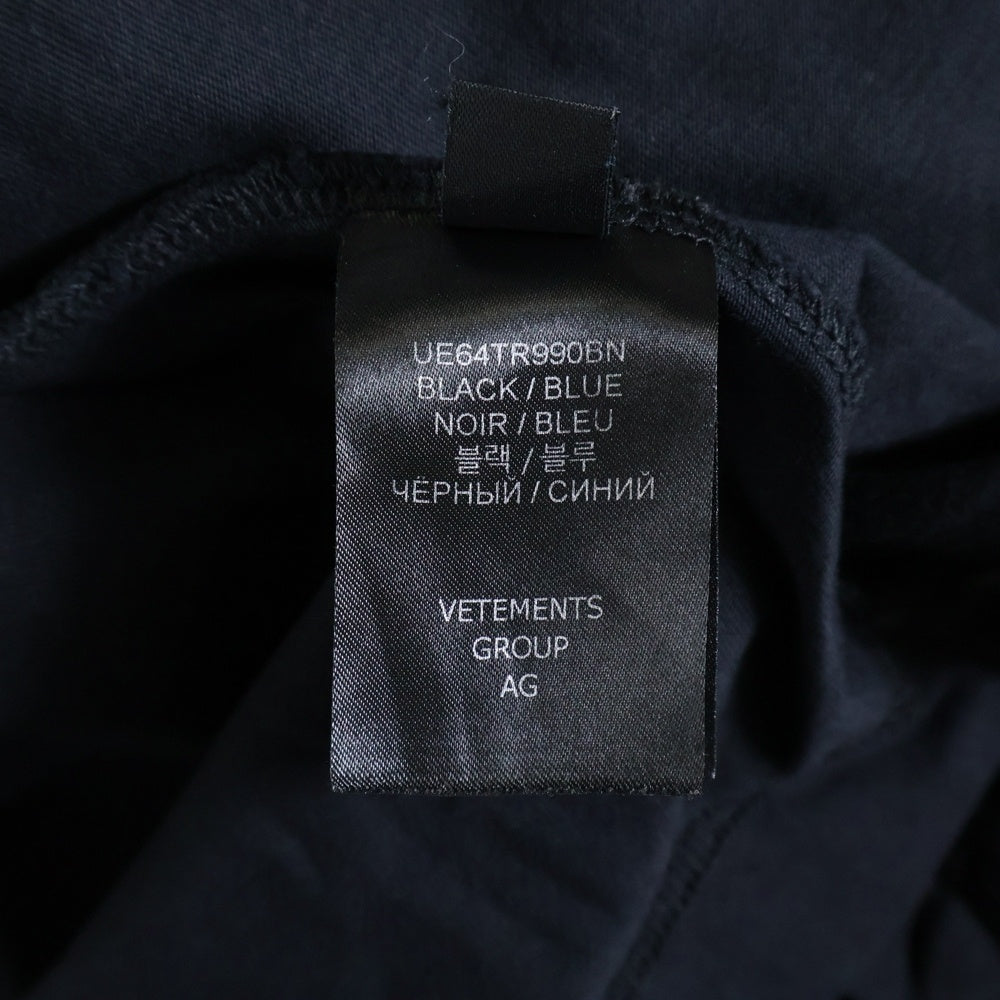 UE64TR990BN
BLACK / BLUE
NOIR / BLEU
블랙 / 블루
ЧЁРНЫЙ / СИНИЙ
VETEMENTS
GROUP
AG